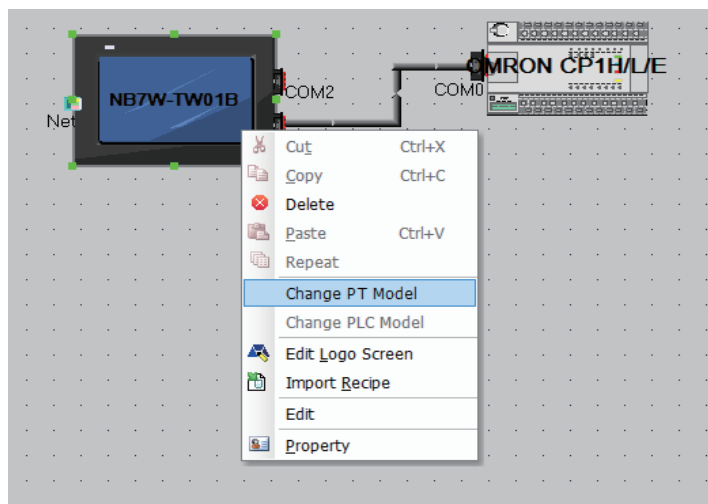 OMRON CP1H/L/E
COM2
COM0
NB7W-TW01B
Net
Cut Ctrl+X
Copy Ctrl+C
Delete
Paste Ctrl+V
Repeat
Change PT Model
Change PLC Model
Edit Logo Screen
Import Recipe
Edit
Property